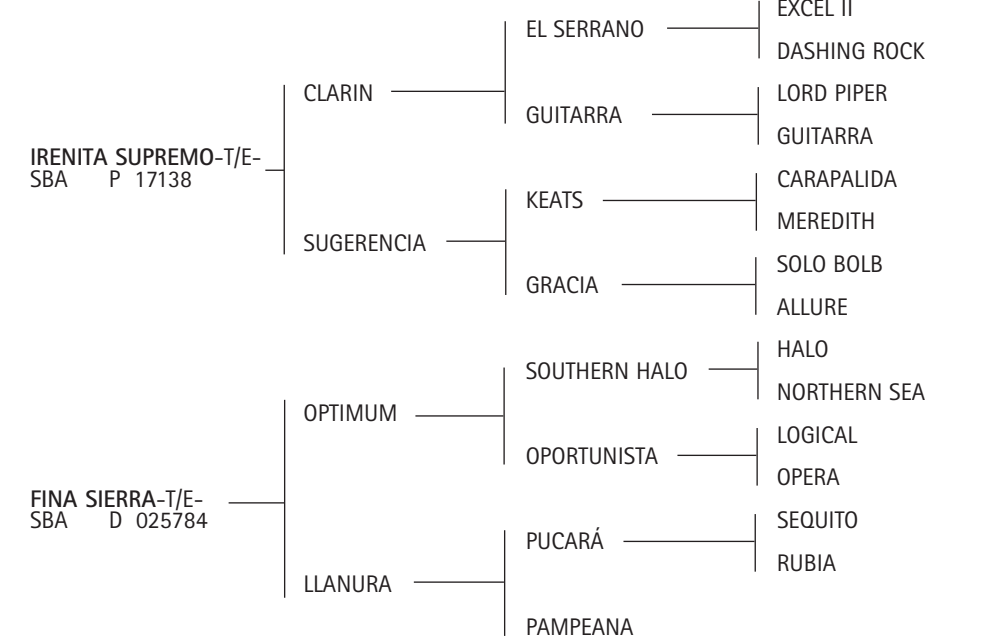 EXCEL II
EL SERRANO
DASHING ROCK
CLARIN
LORD PIPER
GUITARRA
GUITARRA
IRENITA SUPREMO-T/E-
SBA P 17138
CARAPALIDA
KEATS
MEREDITH
SUGERENCIA
SOLO BOLB
GRACIA
ALLURE
HALO
SOUTHERN HALO
NORTHERN SEA
OPTIMUM
LOGICAL
OPORTUNISTA
OPERA
FINA SIERRA-T/E-
SBA D 025784
SEQUITO
PUCARÁ
RUBIA
LLANURA
PAMPEANA